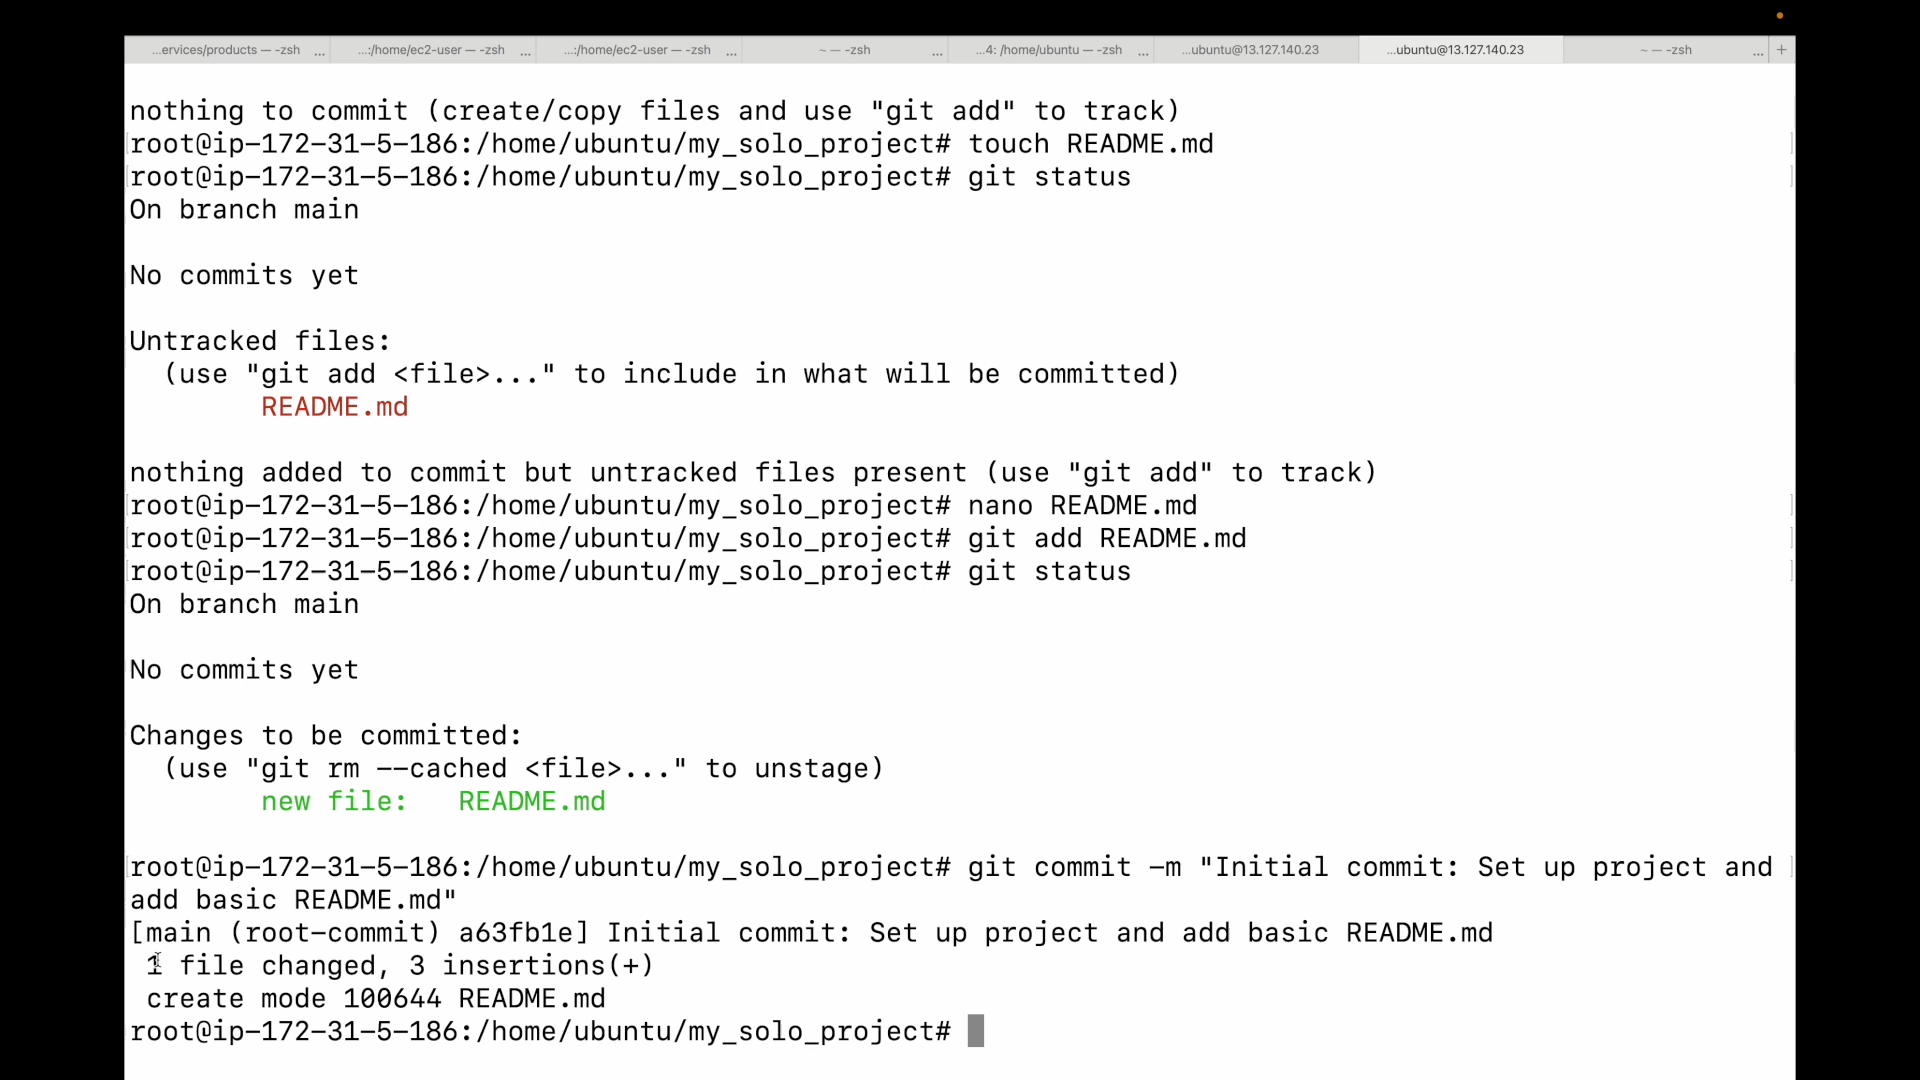 ...ervices/products — -zsh ... ...:/home/ec2-user — -zsh ... ...:/home/ec2-user — -zsh ... ~ — -zsh ... ...4: /home/ubuntu — -zsh ... ...ubuntu@13.127.140.23 ...ubuntu@13.127.140.23 ~ — -zsh ... +
nothing to commit (create/copy files and use "git add" to track)
[root@ip-172-31-5-186:/home/ubuntu/my_solo_project# touch README.md ]
[root@ip-172-31-5-186:/home/ubuntu/my_solo_project# git status ]
On branch main
No commits yet
Untracked files:
(use "git add <file>..." to include in what will be committed)
README.md
nothing added to commit but untracked files present (use "git add" to track)
[root@ip-172-31-5-186:/home/ubuntu/my_solo_project# nano README.md ]
[root@ip-172-31-5-186:/home/ubuntu/my_solo_project# git add README.md ]
[root@ip-172-31-5-186:/home/ubuntu/my_solo_project# git status ]
On branch main
No commits yet
Changes to be committed:
(use "git rm --cached <file>..." to unstage)
new file:   README.md
[root@ip-172-31-5-186:/home/ubuntu/my_solo_project# git commit -m "Initial commit: Set up project and ]
add basic README.md"
[main (root-commit) a63fb1e] Initial commit: Set up project and add basic README.md
1 file changed, 3 insertions(+)
create mode 100644 README.md
root@ip-172-31-5-186:/home/ubuntu/my_solo_project#